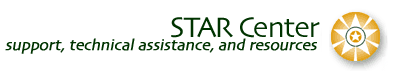 STAR Center
support, technical assistance, and resources